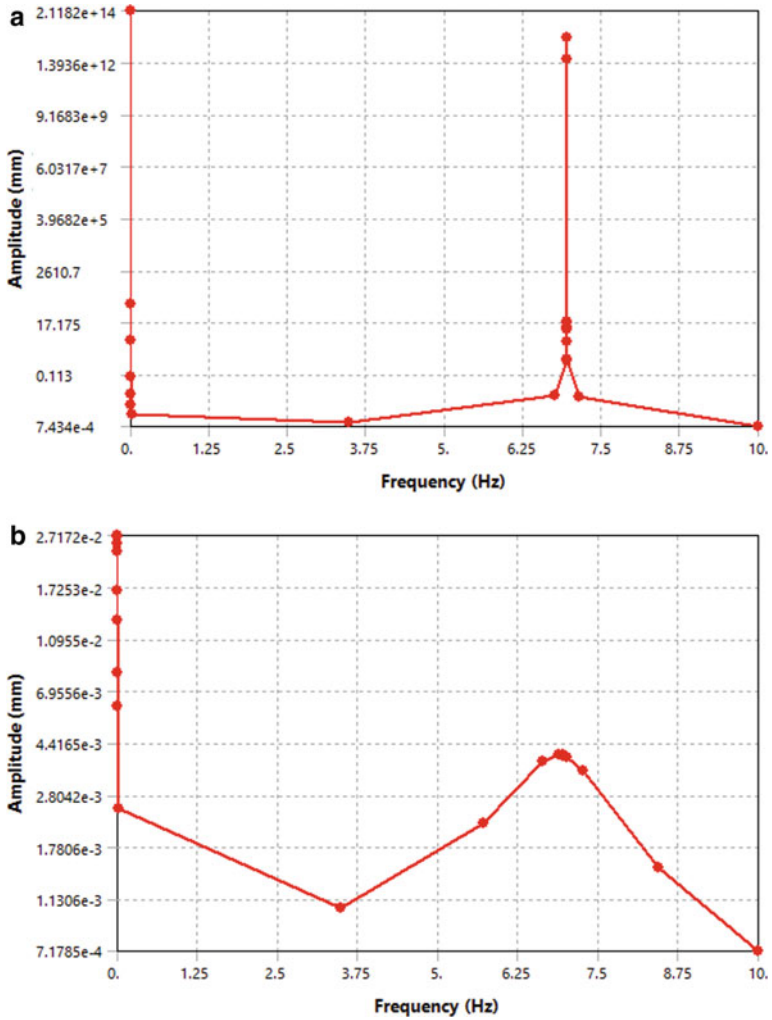 a
2.1182e+14
1.3936e+12
9.1683e+9
6.0317e+7
3.9682e+5
2610.7
17.175
0.113
7.434e-4
Amplitude (mm)
0. 1.25 2.5 3.75 5. 6.25 7.5 8.75 10.
Frequency (Hz)
b
2.7172e-2
1.7253e-2
1.0955e-2
6.9556e-3
4.4165e-3
2.8042e-3
1.7806e-3
1.1306e-3
7.1785e-4
Amplitude (mm)
0. 1.25 2.5 3.75 5. 6.25 7.5 8.75 10.
Frequency (Hz)